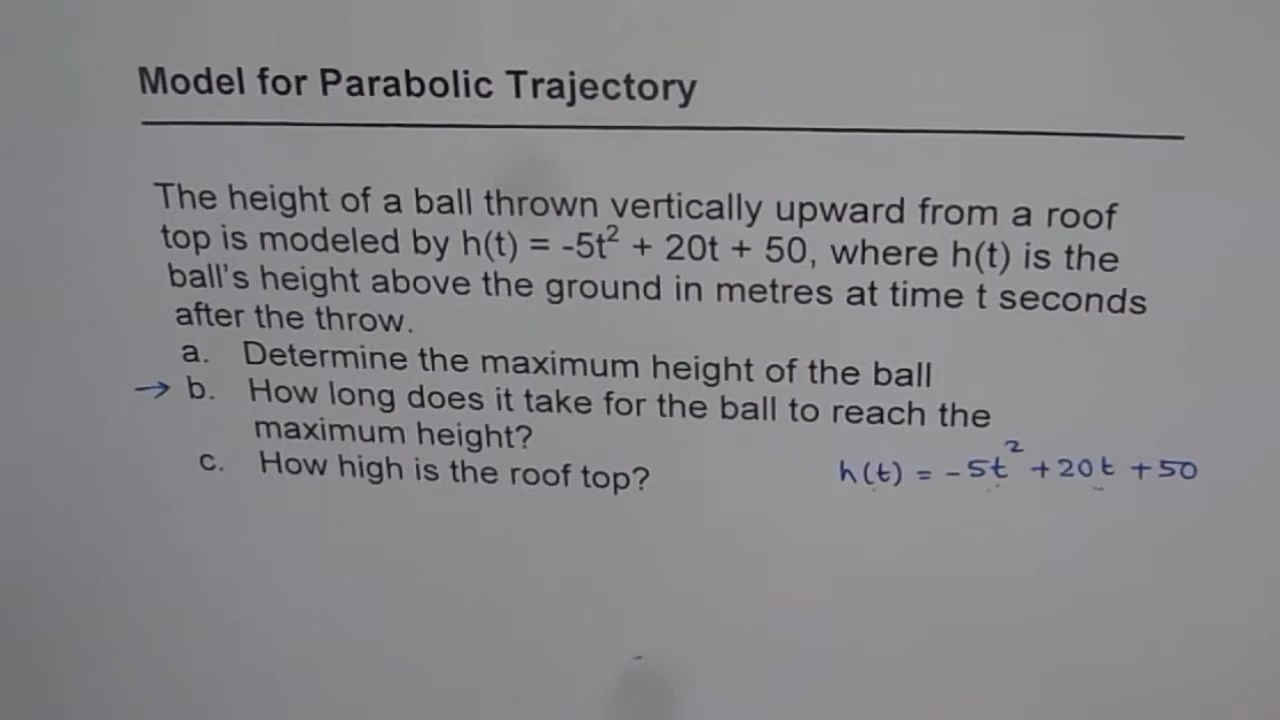 Model for Parabolic Trajectory
The height of a ball thrown vertically upward from a roof
top is modeled by h(t) = -5t² + 20t + 50, where h(t) is the
ball's height above the ground in metres at time t seconds
after the throw.
a. Determine the maximum height of the ball
→ b. How long does it take for the ball to reach the
maximum height?
c. How high is the roof top?
h(t) = -5t² + 20t + 50